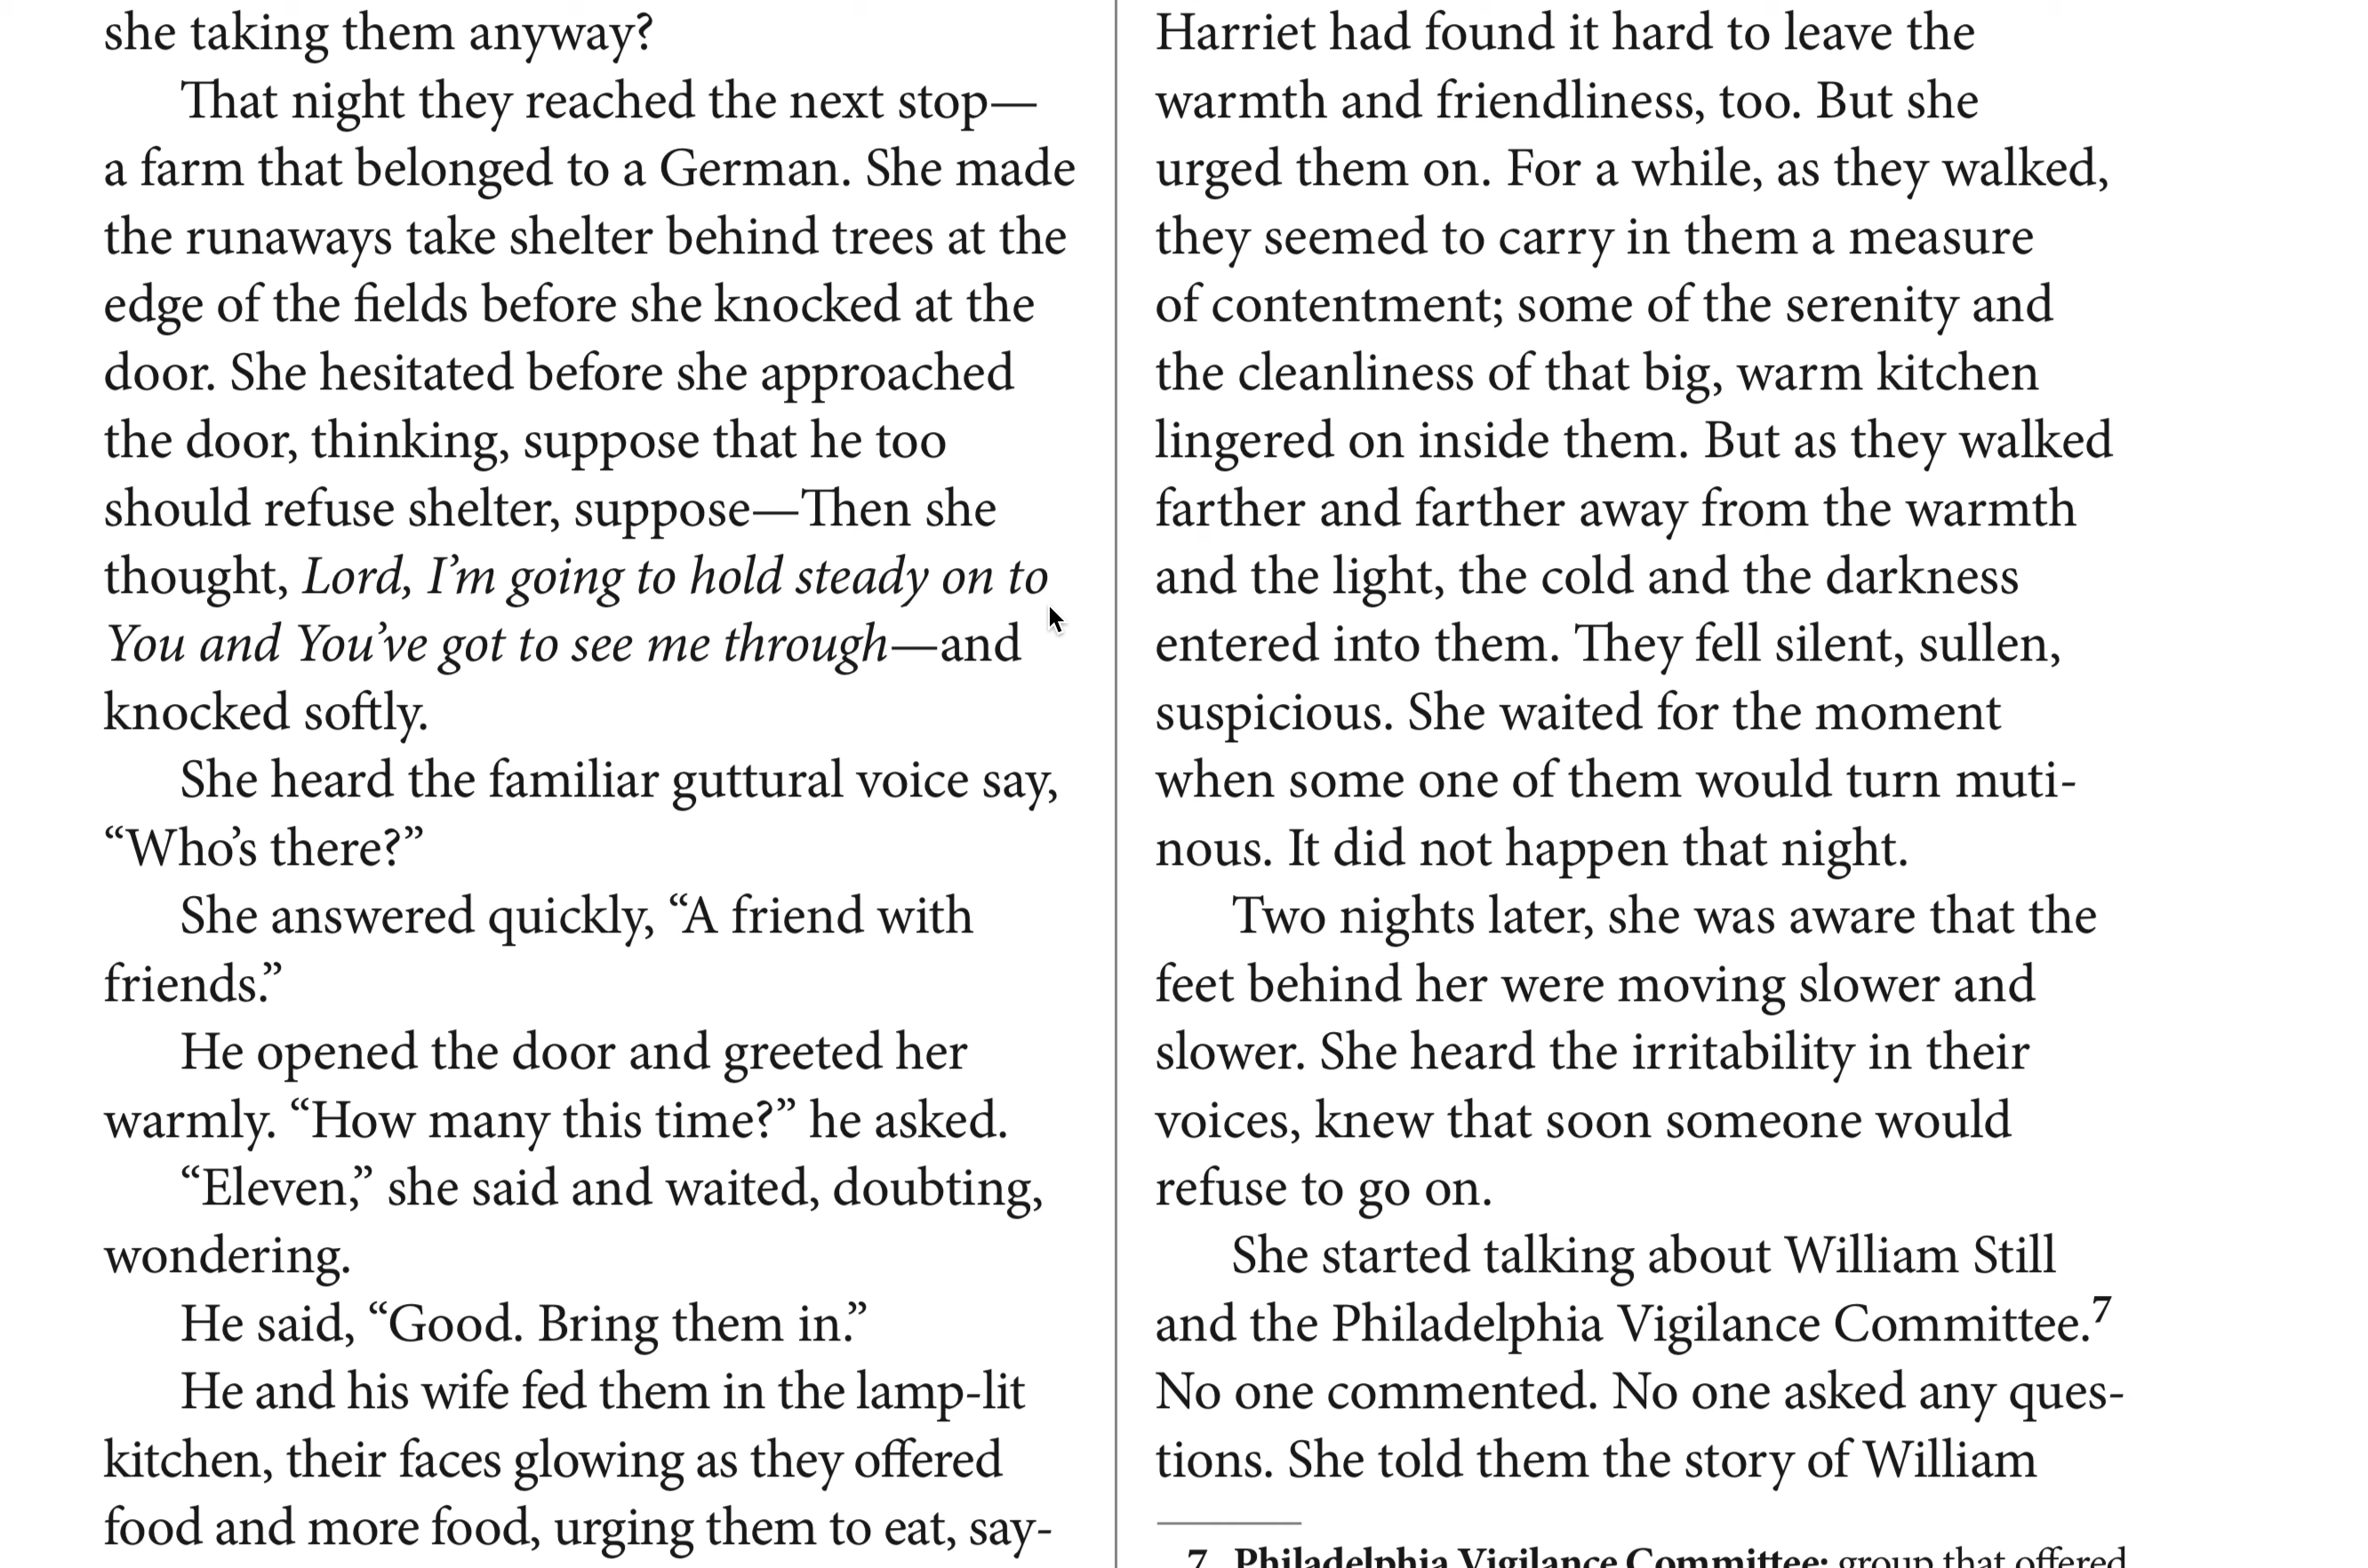 she taking them anyway?
That night they reached the next stop—
a farm that belonged to a German. She made
the runaways take shelter behind trees at the
edge of the fields before she knocked at the
door. She hesitated before she approached
the door, thinking, suppose that he too
should refuse shelter, suppose—Then she
thought, Lord, I’m going to hold steady on to
You and You’ve got to see me through—and
knocked softly.
She heard the familiar guttural voice say,
“Who’s there?”
She answered quickly, “A friend with
friends.”
He opened the door and greeted her
warmly. “How many this time?” he asked.
“Eleven,” she said and waited, doubting,
wondering.
He said, “Good. Bring them in.”
He and his wife fed them in the lamp-lit
kitchen, their faces glowing as they offered
food and more food, urging them to eat, say-
Harriet had found it hard to leave the
warmth and friendliness, too. But she
urged them on. For a while, as they walked,
they seemed to carry in them a measure
of contentment; some of the serenity and
the cleanliness of that big, warm kitchen
lingered on inside them. But as they walked
farther and farther away from the warmth
and the light, the cold and the darkness
entered into them. They fell silent, sullen,
suspicious. She waited for the moment
when some one of them would turn muti-
nous. It did not happen that night.
Two nights later, she was aware that the
feet behind her were moving slower and
slower. She heard the irritability in their
voices, knew that soon someone would
refuse to go on.
She started talking about William Still
and the Philadelphia Vigilance Committee.7
No one commented. No one asked any ques-
tions. She told them the story of William
7 Philadelphia Vigilance Committee: group that offered